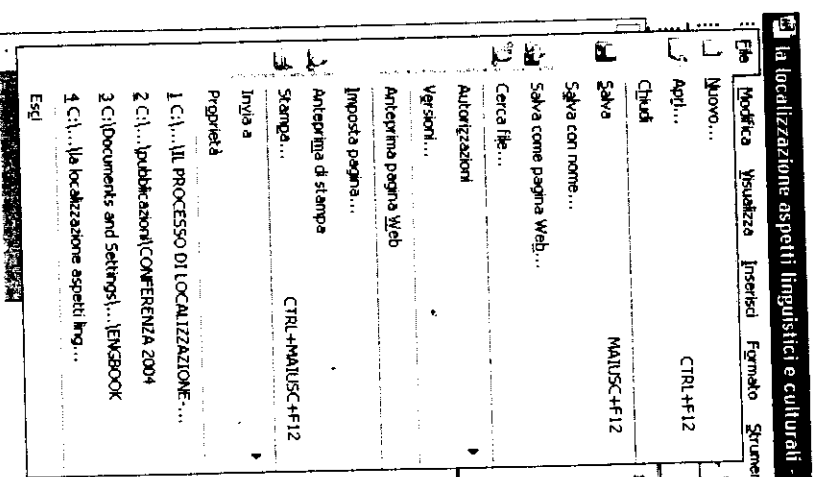 la localizzazione aspetti linguistici e culturali -
File Modifica Visualizza Inserisci Formato Strumen
Nuovo...
Apri... CTRL+F12
Chiudi
Salva MAIUSC+F12
Salva con nome...
Salva come pagina Web...
Cerca file...
Autorizzazioni
Versioni...
Anteprima pagina Web
Imposta pagina...
Anteprima di stampa
Stampa... CTRL+MAIUSC+F12
Invia a
Proprietà
1 C:\...\IL PROCESSO DI LOCALIZZAZIONE-...
2 C:\...\pubblicazioni\CONFERENZA 2004
3 C:\Documents and Settings\...\ENGBOOK
4 C:\...\la localizzazione aspetti ling...
Esci